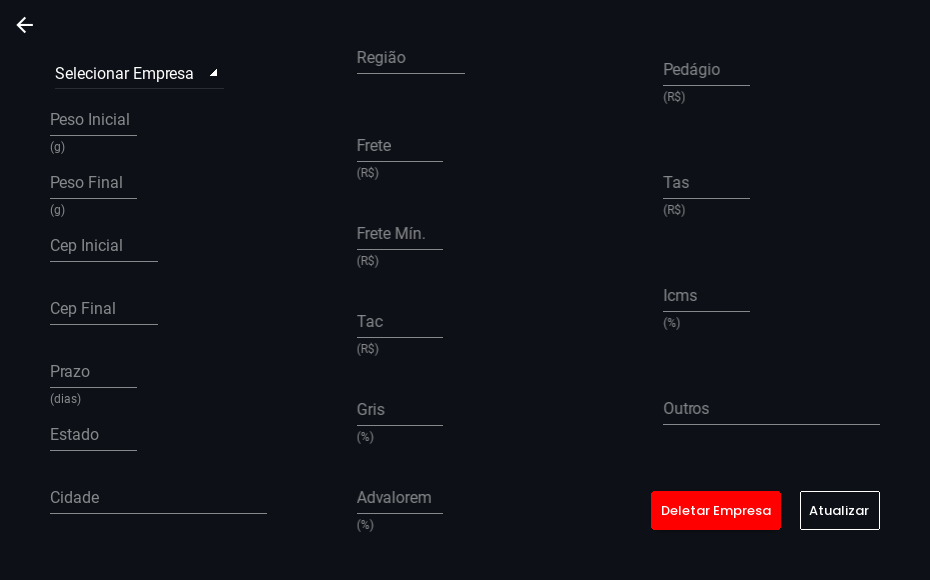 Selecionar Empresa
Peso Inicial
(g)
Peso Final
(g)
Cep Inicial
Cep Final
Prazo
(dias)
Estado
Cidade
Região
Frete
(R$)
Frete Mín.
(R$)
Tac
(R$)
Gris
(%)
Advalorem
(%)
Pedágio
(R$)
Tas
(R$)
Icms
(%)
Outros
Deletar Empresa
Atualizar